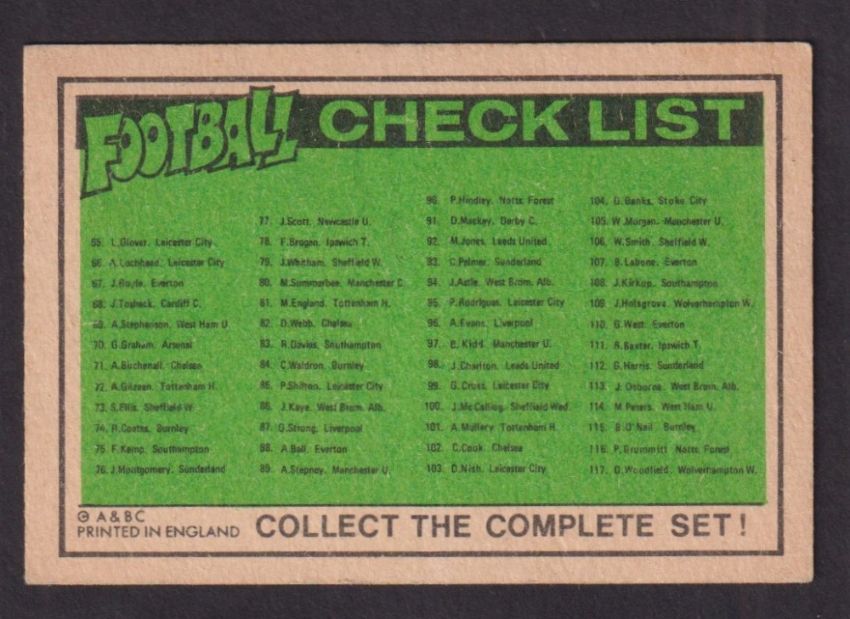 FOOTBALL CHECK LIST
65. L. Glover. Leicester City
66. A. Lochhead. Leicester City
67. J. Royle. Everton
68. J. Toshack. Cardiff C.
69. A. Stephenson. West Ham U
70. G. Graham. Arsenal
71. A. Buchenall. Chelsea
72. A. Gilzean. Tottenham H.
73. S. Ellis. Sheffield W
74. R. Coates. Burnley
75. F. Kemp. Southampton
76. J. Montgomery. Sunderland
77. J. Scott. Newcastle U.
78. F. Brogan. Ipswich T.
79. J. Whitham. Sheffield W.
80. M. Summerbee. Manchester C
81. M. England. Tottenham H.
82. D. Webb. Chelsea
83. R. Davies. Southampton
84. C. Waldron. Burnley
85. P. Shilton. Leicester City
86. J. Kaye. West Brom. Alb.
87. G. Strong. Liverpool
88. A. Ball. Everton
89. A. Stepney. Manchester U.
90. P. Hindley. Notts. Forest
91. D. Mackay. Derby C.
92. M. Jones. Leeds United
93. C. Palmer. Sunderland
94. J. Astle. West Brom. Alb.
95. P. Rodrigues. Leicester City
96. A. Evans. Liverpool
97. B. Kidd. Manchester U.
98. J. Charlton. Leeds United
99. G. Cross. Leicester City
100. J. McCalliog. Sheffield Wed.
101. A. Mullery. Tottenham H.
102. C. Cook. Chelsea
103. D. Nish. Leicester City
104. G. Banks. Stoke City
105. W. Morgan. Manchester U.
106. W. Smith. Sheffield W.
107. B. Labone. Everton
108. J. Kirkup. Southampton
109. J. Holsgrove. Wolverhampton W.
110. G. West. Everton
111. R. Baxter. Ipswich T.
112. G. Harris. Sunderland
113. J. Osborne. West Brom. Alb.
114. M. Peters. West Ham U.
115. B. O'Neil. Burnley
116. P. Grummitt Notts. Forest
117. D. Woodfield. Wolverhampton W.
© A & BC
PRINTED IN ENGLAND
COLLECT THE COMPLETE SET!